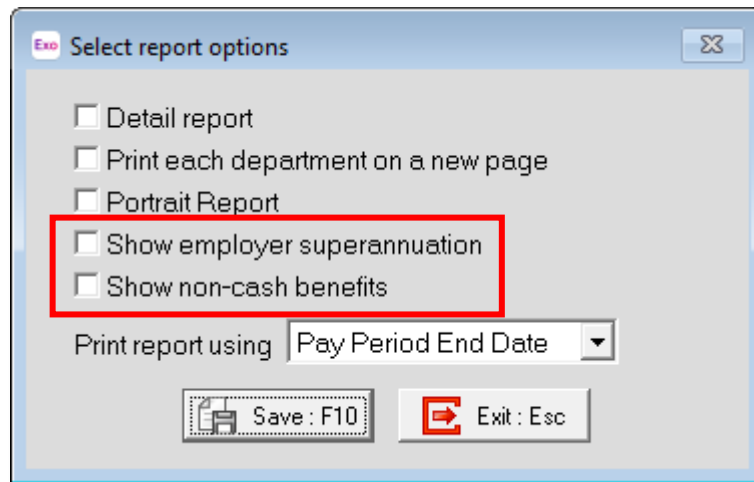 Exo Select report options
Detail report
Print each department on a new page
Portrait Report
Show employer superannuation
Show non-cash benefits
Print report using Pay Period End Date
Save : F10 Exit : Esc